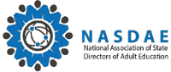 NASDAE
National Association of State
Directors of Adult Education